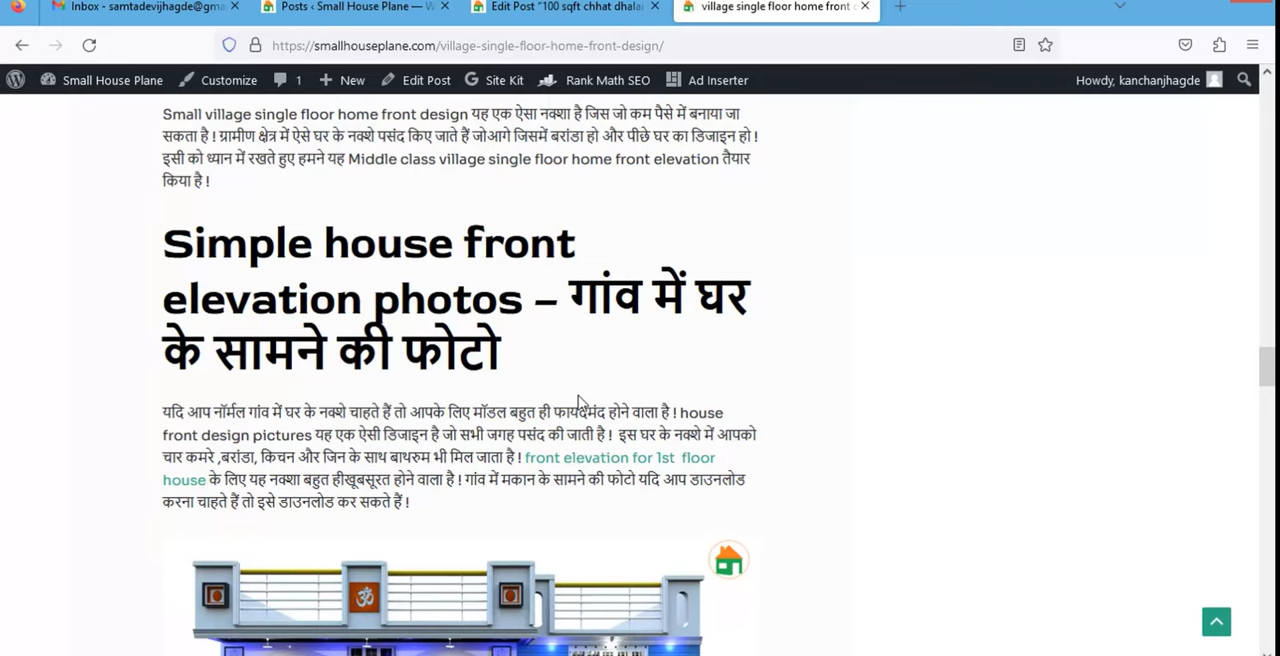 Inbox - samtadevijhagde@gma
Posts ‹ Small House Plane — W
Edit Post "100 sqft chhat dhalai
village single floor home front
https://smallhouseplane.com/village-single-floor-home-front-design/
Small House Plane Customize 1 New Edit Post Site Kit Rank Math SEO Ad Inserter Howdy, kanchanjhagde
Small village single floor home front design यह एक ऐसा नक्शा है जिस जो कम पैसे में बनाया जा
सकता है ! ग्रामीण क्षेत्र में ऐसे घर के नक्शे पसंद किए जाते हैं जोआगे जिसमें बरांडा हो और पीछे घर का डिजाइन हो !
इसी को ध्यान में रखते हुए हमने यह Middle class village single floor home front elevation तैयार
किया है !
Simple house front
elevation photos – गांव में घर
के सामने की फोटो
यदि आप नॉर्मल गांव में घर के नक्शे चाहते हैं तो आपके लिए मॉडल बहुत ही फायदेमंद होने वाला है ! house
front design pictures यह एक ऐसी डिजाइन है जो सभी जगह पसंद की जाती है ! इस घर के नक्शे में आपको
चार कमरे ,बरांडा, किचन और जिन के साथ बाथरुम भी मिल जाता है ! front elevation for 1st floor
house के लिए यह नक्शा बहुत हीखूबसूरत होने वाला है ! गांव में मकान के सामने की फोटो यदि आप डाउनलोड
करना चाहते हैं तो इसे डाउनलोड कर सकते हैं !
ॐ